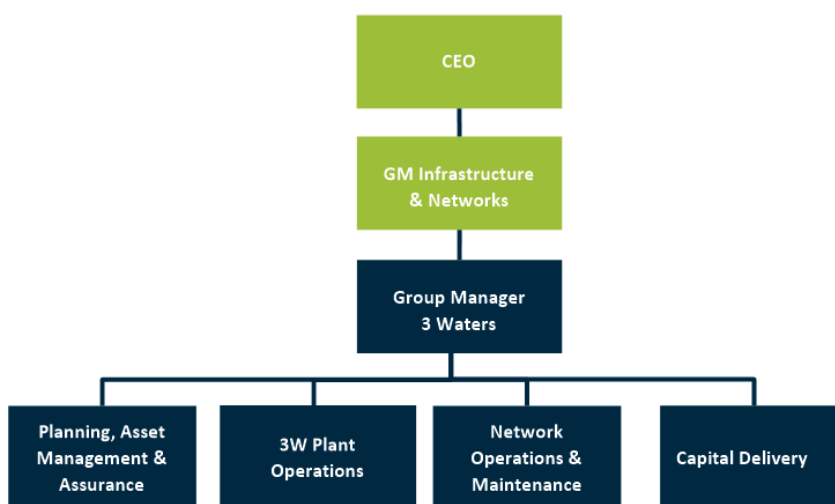 CEO
GM Infrastructure
& Networks
Group Manager
3 Waters
Planning, Asset
Management &
Assurance
3W Plant
Operations
Network
Operations &
Maintenance
Capital Delivery